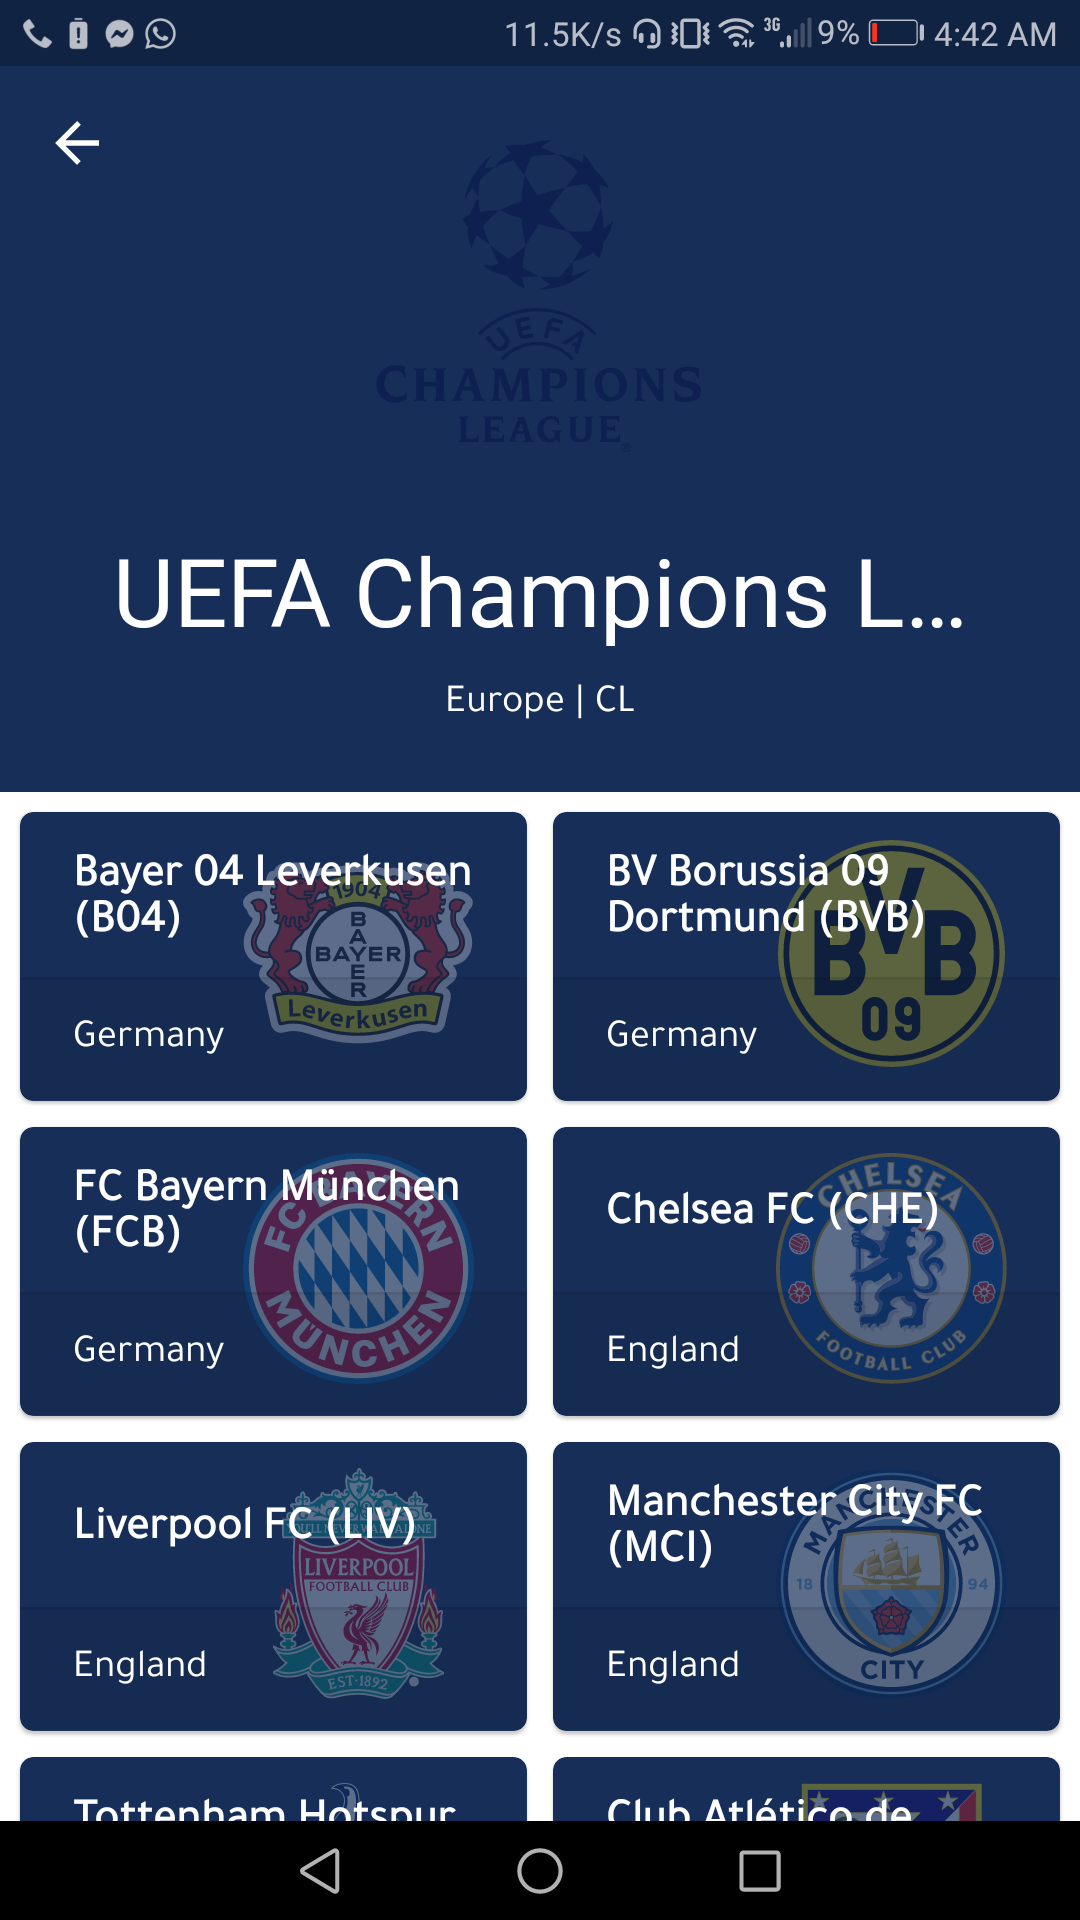 11.5K/s 3G 9% 4:42 AM
UEFA
CHAMPIONS
LEAGUE
UEFA Champions L...
Europe | CL
Bayer 04 Leverkusen
(B04)
1904
BAYER
BAYER
Leverkusen
Germany
BV Borussia 09
Dortmund (BVB)
BVB
09
Germany
FC Bayern München
(FCB)
FC BAYERN
MÜNCHEN
Germany
Chelsea FC (CHE)
CHELSEA
FOOTBALL CLUB
England
Liverpool FC (LIV)
YOU'LL NEVER WALK ALONE
LIVERPOOL
FOOTBALL CLUB
EST·1892
England
Manchester City FC
(MCI)
MANCHESTER
18 94
CITY
England
Tottenham Hotspur
Club Atlético de